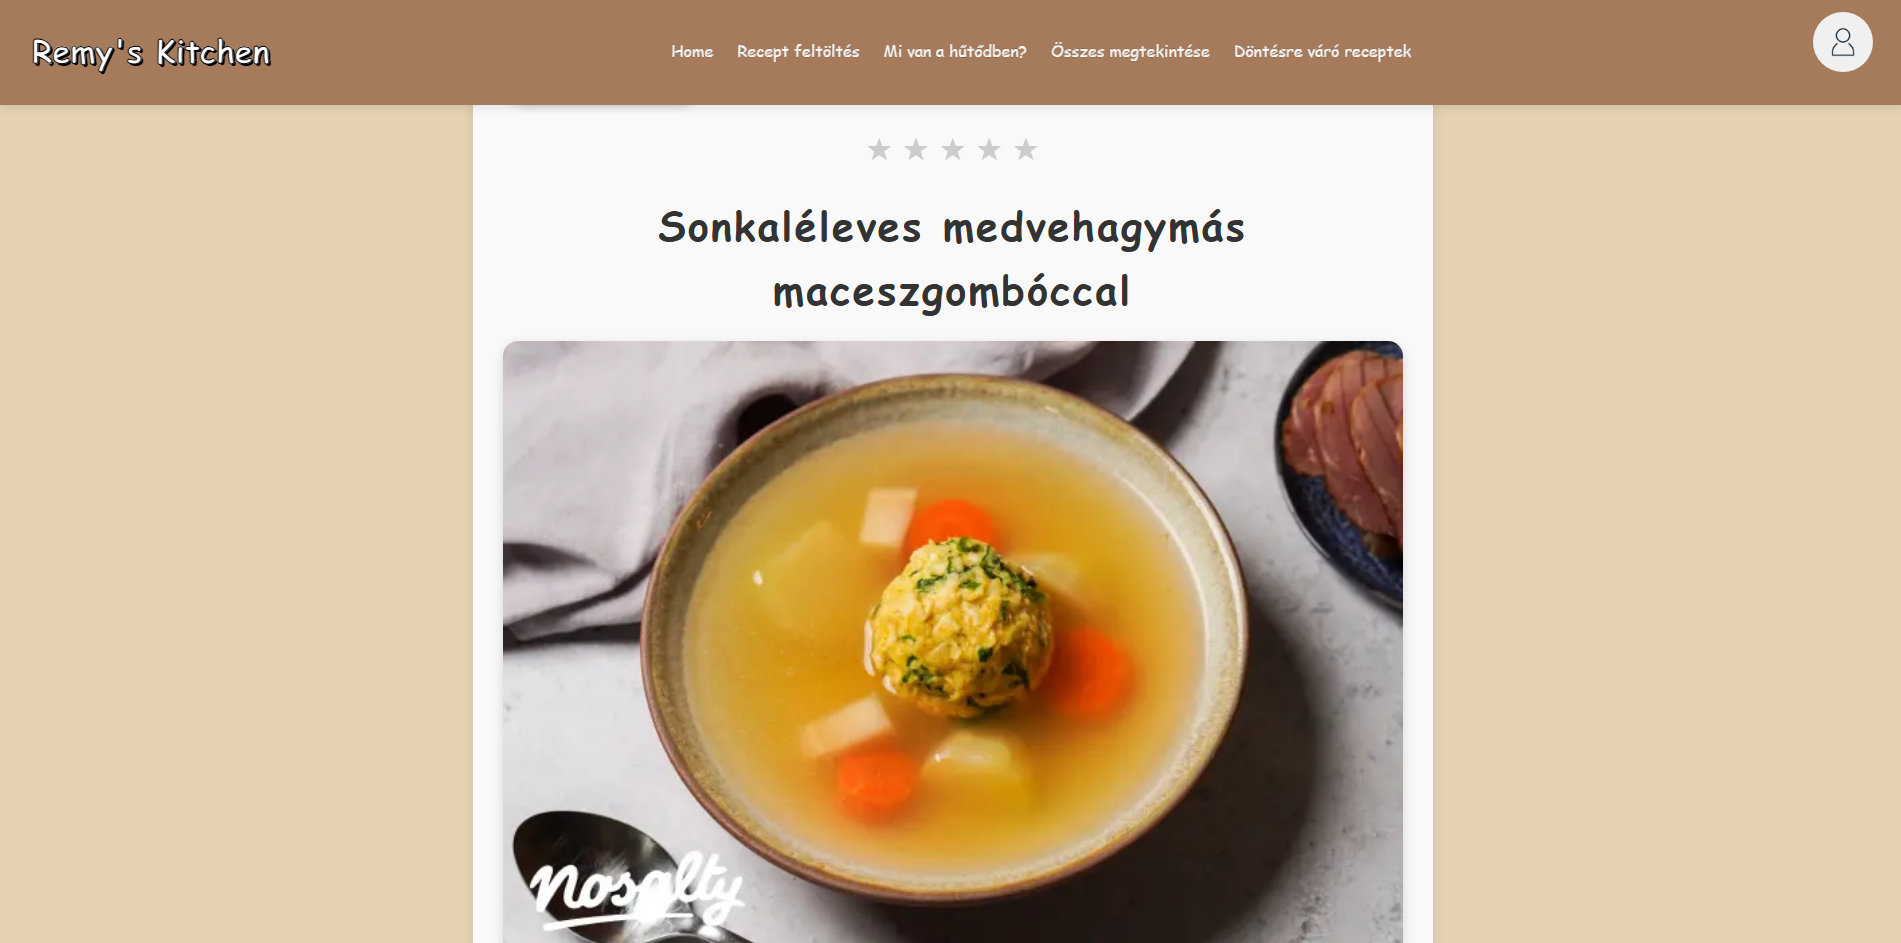 Remy's Kitchen
Home Recept feltöltés Mi van a hűtődben? Összes megtekintése Döntésre váró receptek
Sonkaléleves medvehagymás
maceszgombóccal
nosalty